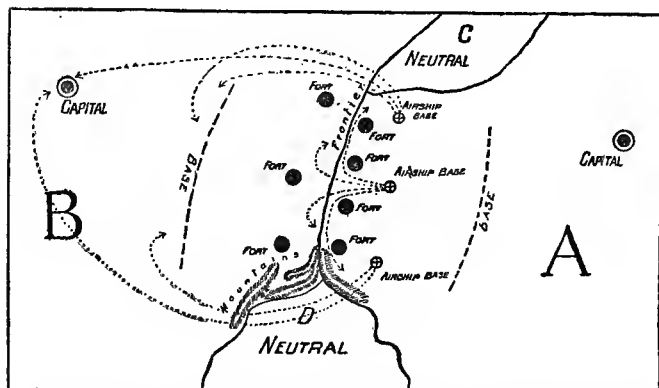 C
NEUTRAL
CAPITAL
FORT
Frontier
AIRSHIP
BASE
FORT
CAPITAL
BASE
FORT
FORT
AIRSHIP BASE
BASE
B
FORT
A
FORT
FORT
AIRSHIP BASE
Mountains
D
NEUTRAL